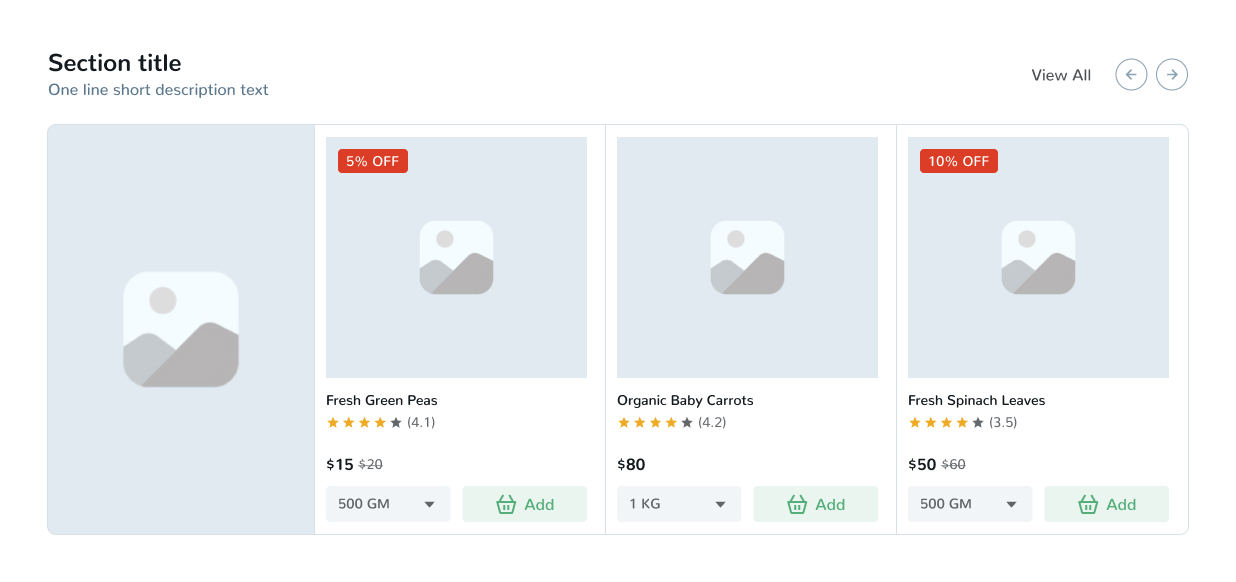 Section title
One line short description text
View All
5% OFF
Fresh Green Peas
(4.1)
$15 $20
500 GM
Add
Organic Baby Carrots
(4.2)
$80
1 KG
Add
10% OFF
Fresh Spinach Leaves
(3.5)
$50 $60
500 GM
Add